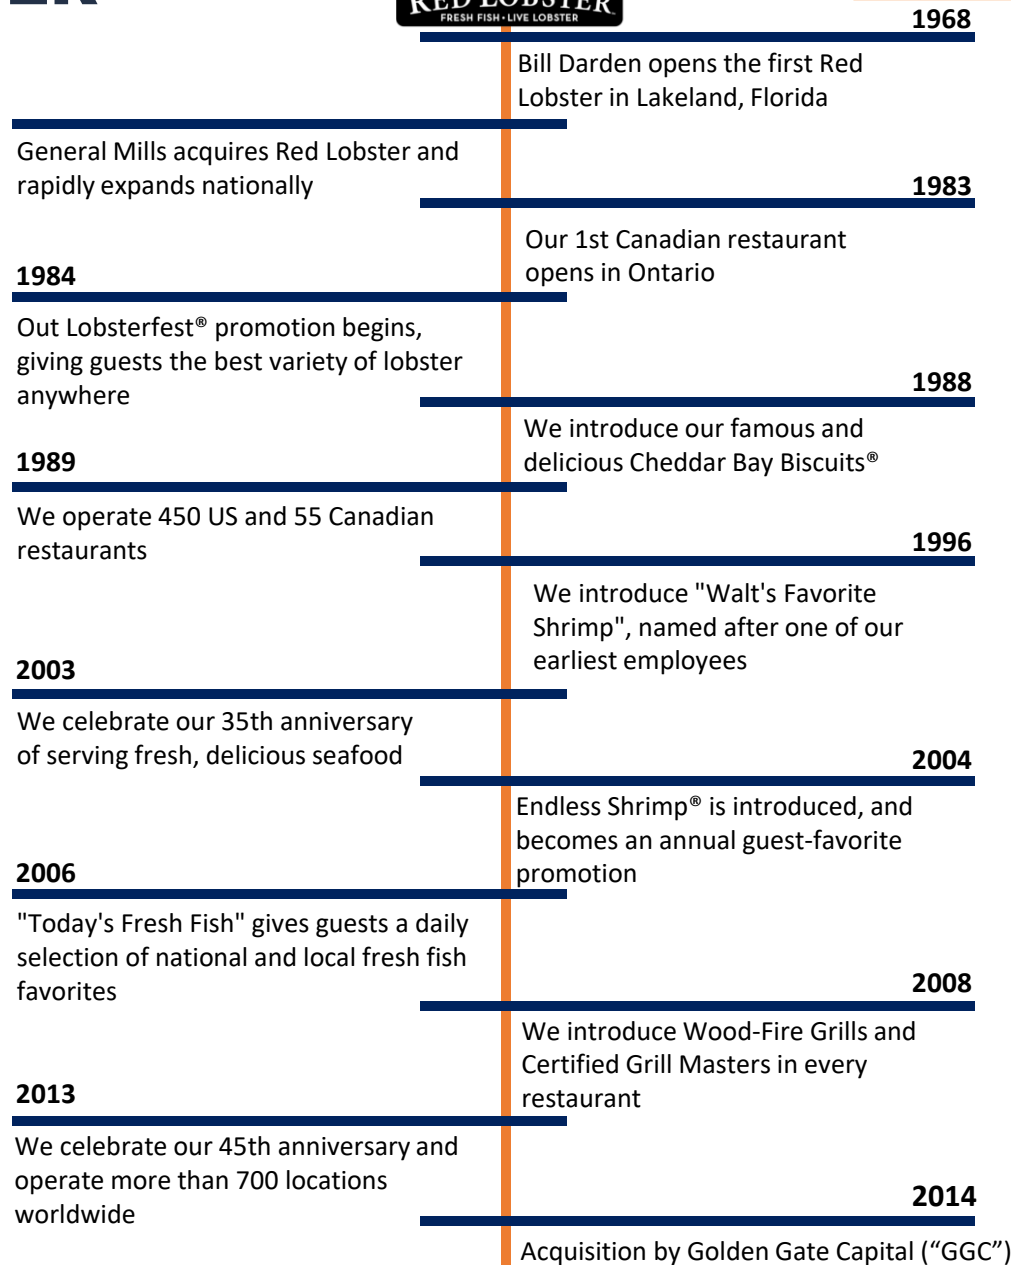 RED LOBSTER
FRESH FISH • LIVE LOBSTER
1968
Bill Darden opens the first Red
Lobster in Lakeland, Florida
General Mills acquires Red Lobster and
rapidly expands nationally
1983
Our 1st Canadian restaurant
opens in Ontario
1984
Out Lobsterfest® promotion begins,
giving guests the best variety of lobster
anywhere
1988
We introduce our famous and
delicious Cheddar Bay Biscuits®
1989
We operate 450 US and 55 Canadian
restaurants
1996
We introduce "Walt's Favorite
Shrimp", named after one of our
earliest employees
2003
We celebrate our 35th anniversary
of serving fresh, delicious seafood
2004
Endless Shrimp® is introduced, and
becomes an annual guest-favorite
promotion
2006
"Today's Fresh Fish" gives guests a daily
selection of national and local fresh fish
favorites
2008
We introduce Wood-Fire Grills and
Certified Grill Masters in every
restaurant
2013
We celebrate our 45th anniversary and
operate more than 700 locations
worldwide
2014
Acquisition by Golden Gate Capital (“GGC”)